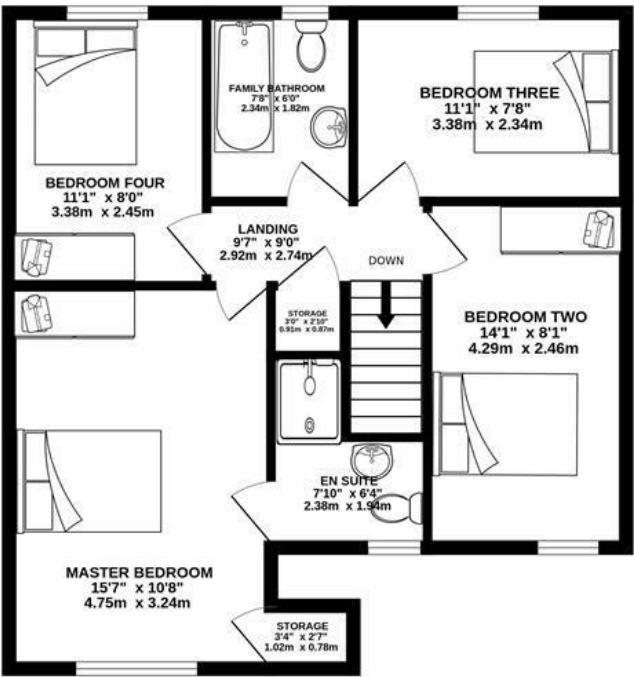 FAMILY BATHROOM
7'8" x 6'0"
2.34m x 1.82m
BEDROOM THREE
11'1" x 7'8"
3.38m x 2.34m
BEDROOM FOUR
11'1" x 8'0"
3.38m x 2.45m
LANDING
9'7" x 9'0"
2.92m x 2.74m
DOWN
STORAGE
3'0" x 2'10"
0.91m x 0.87m
BEDROOM TWO
14'1" x 8'1"
4.29m x 2.46m
EN SUITE
7'10" x 6'4"
2.38m x 1.94m
MASTER BEDROOM
15'7" x 10'8"
4.75m x 3.24m
STORAGE
3'4" x 2'7"
1.02m x 0.78m